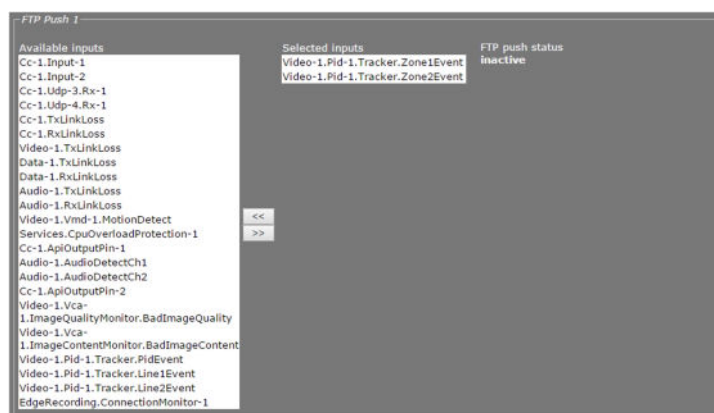 FTP Push 1
Available inputs
Cc-1.Input-1
Cc-1.Input-2
Cc-1.Udp-3.Rx-1
Cc-1.Udp-4.Rx-1
Cc-1.TxLinkLoss
Cc-1.RxLinkLoss
Video-1.TxLinkLoss
Data-1.TxLinkLoss
Data-1.RxLinkLoss
Audio-1.TxLinkLoss
Audio-1.RxLinkLoss
Video-1.Vmd-1.MotionDetect
Services.CpuOverloadProtection-1
Cc-1.ApiOutputPin-1
Audio-1.AudioDetectCh1
Audio-1.AudioDetectCh2
Cc-1.ApiOutputPin-2
Video-1.Vca-
1.ImageQualityMonitor.BadImageQuality
Video-1.Vca-
1.ImageContentMonitor.BadImageContent
Video-1.Pid-1.Tracker.PidEvent
Video-1.Pid-1.Tracker.Line1Event
Video-1.Pid-1.Tracker.Line2Event
EdgeRecording.ConnectionMonitor-1
<<
>>
Selected inputs
Video-1.Pid-1.Tracker.Zone1Event
Video-1.Pid-1.Tracker.Zone2Event
FTP push status
inactive